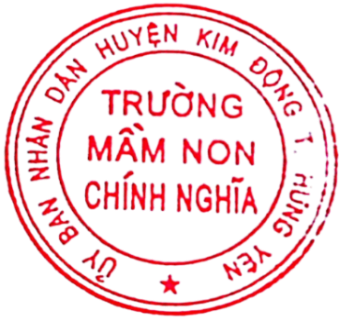 ỦY BAN NHÂN DÂN HUYỆN KIM ĐỘNG T. HƯNG YÊN
TRƯỜNG
MẦM NON
CHÍNH NGHĨA